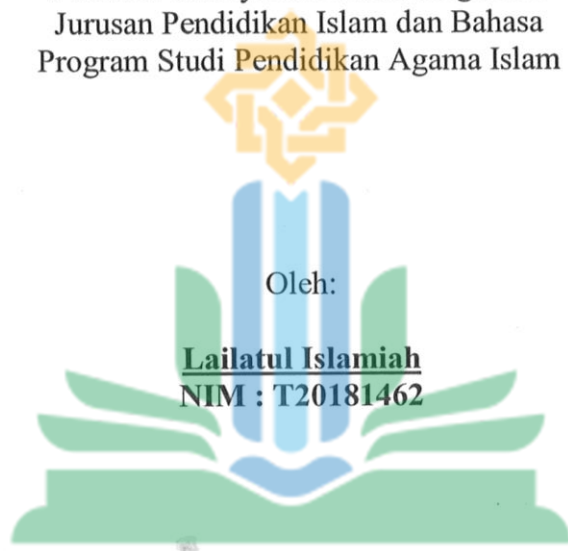 Jurusan Pendidikan Islam dan Bahasa
Program Studi Pendidikan Agama Islam
Oleh:
Lailatul Islamiah
NIM : T20181462